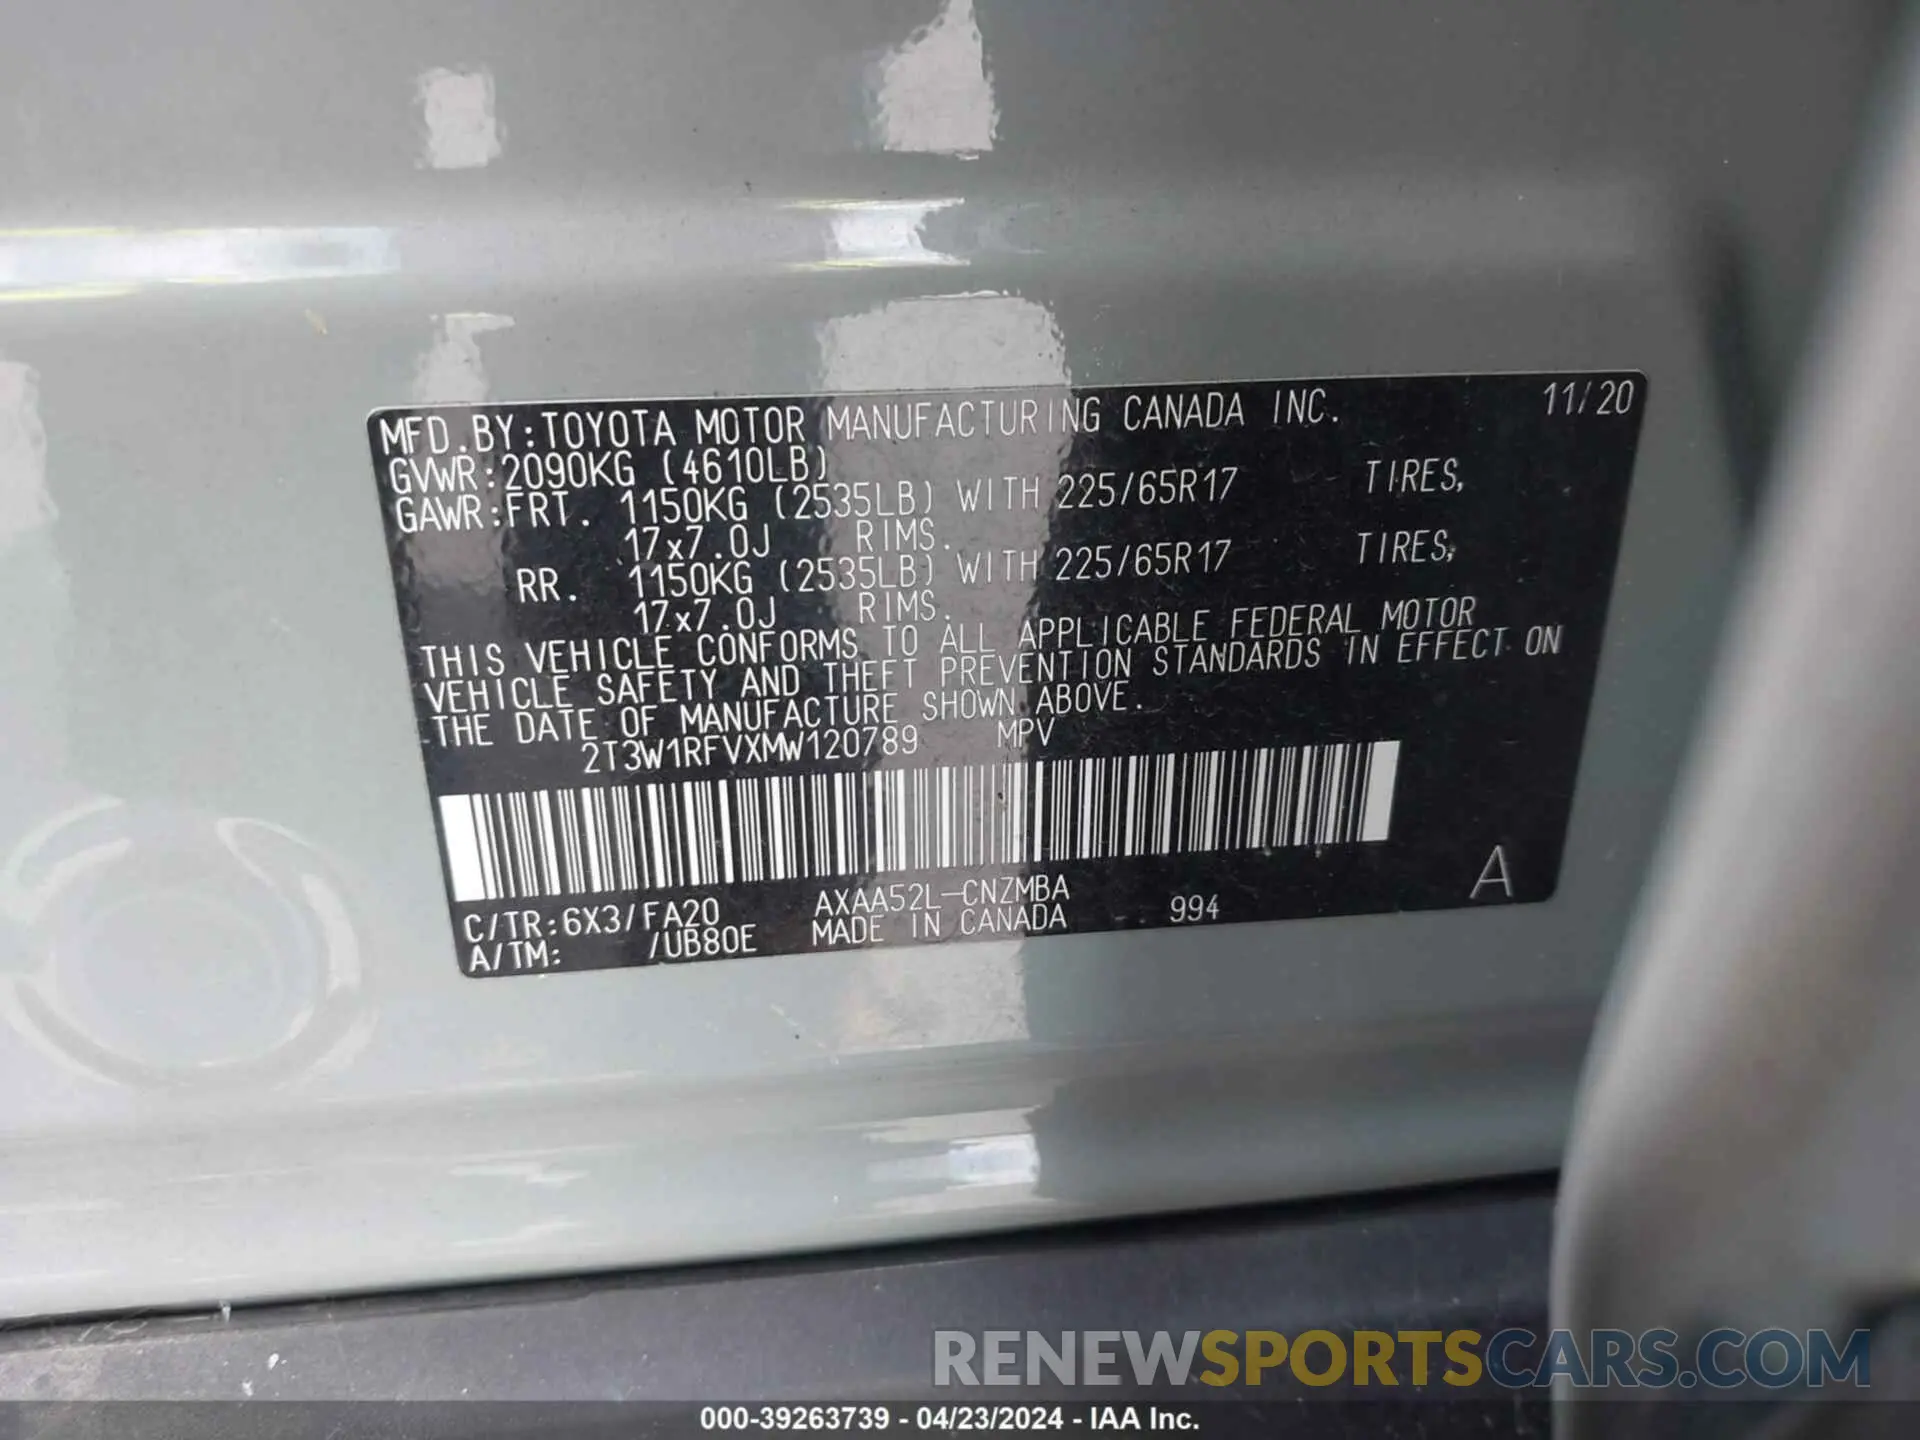 MFD.BY:TOYOTA MOTOR MANUFACTURING CANADA INC. 11/20
GVWR:2090KG (4610LB)
GAWR:FRT. 1150KG (2535LB) WITH 225/65R17 TIRES,
17x7.0J RIMS.
RR. 1150KG (2535LB) WITH 225/65R17 TIRES,
17x7.0J RIMS.
THIS VEHICLE CONFORMS TO ALL APPLICABLE FEDERAL MOTOR
VEHICLE SAFETY AND THEFT PREVENTION STANDARDS IN EFFECT ON
THE DATE OF MANUFACTURE SHOWN ABOVE.
2T3W1RFVXMW120789 MPV
C/TR:6X3/FA20 AXAA52L-CNZMBA 994 A
A/TM: /UB80E MADE IN CANADA
RENEWSPORTSCARS.COM
000-39263739 - 04/23/2024 - IAA Inc.